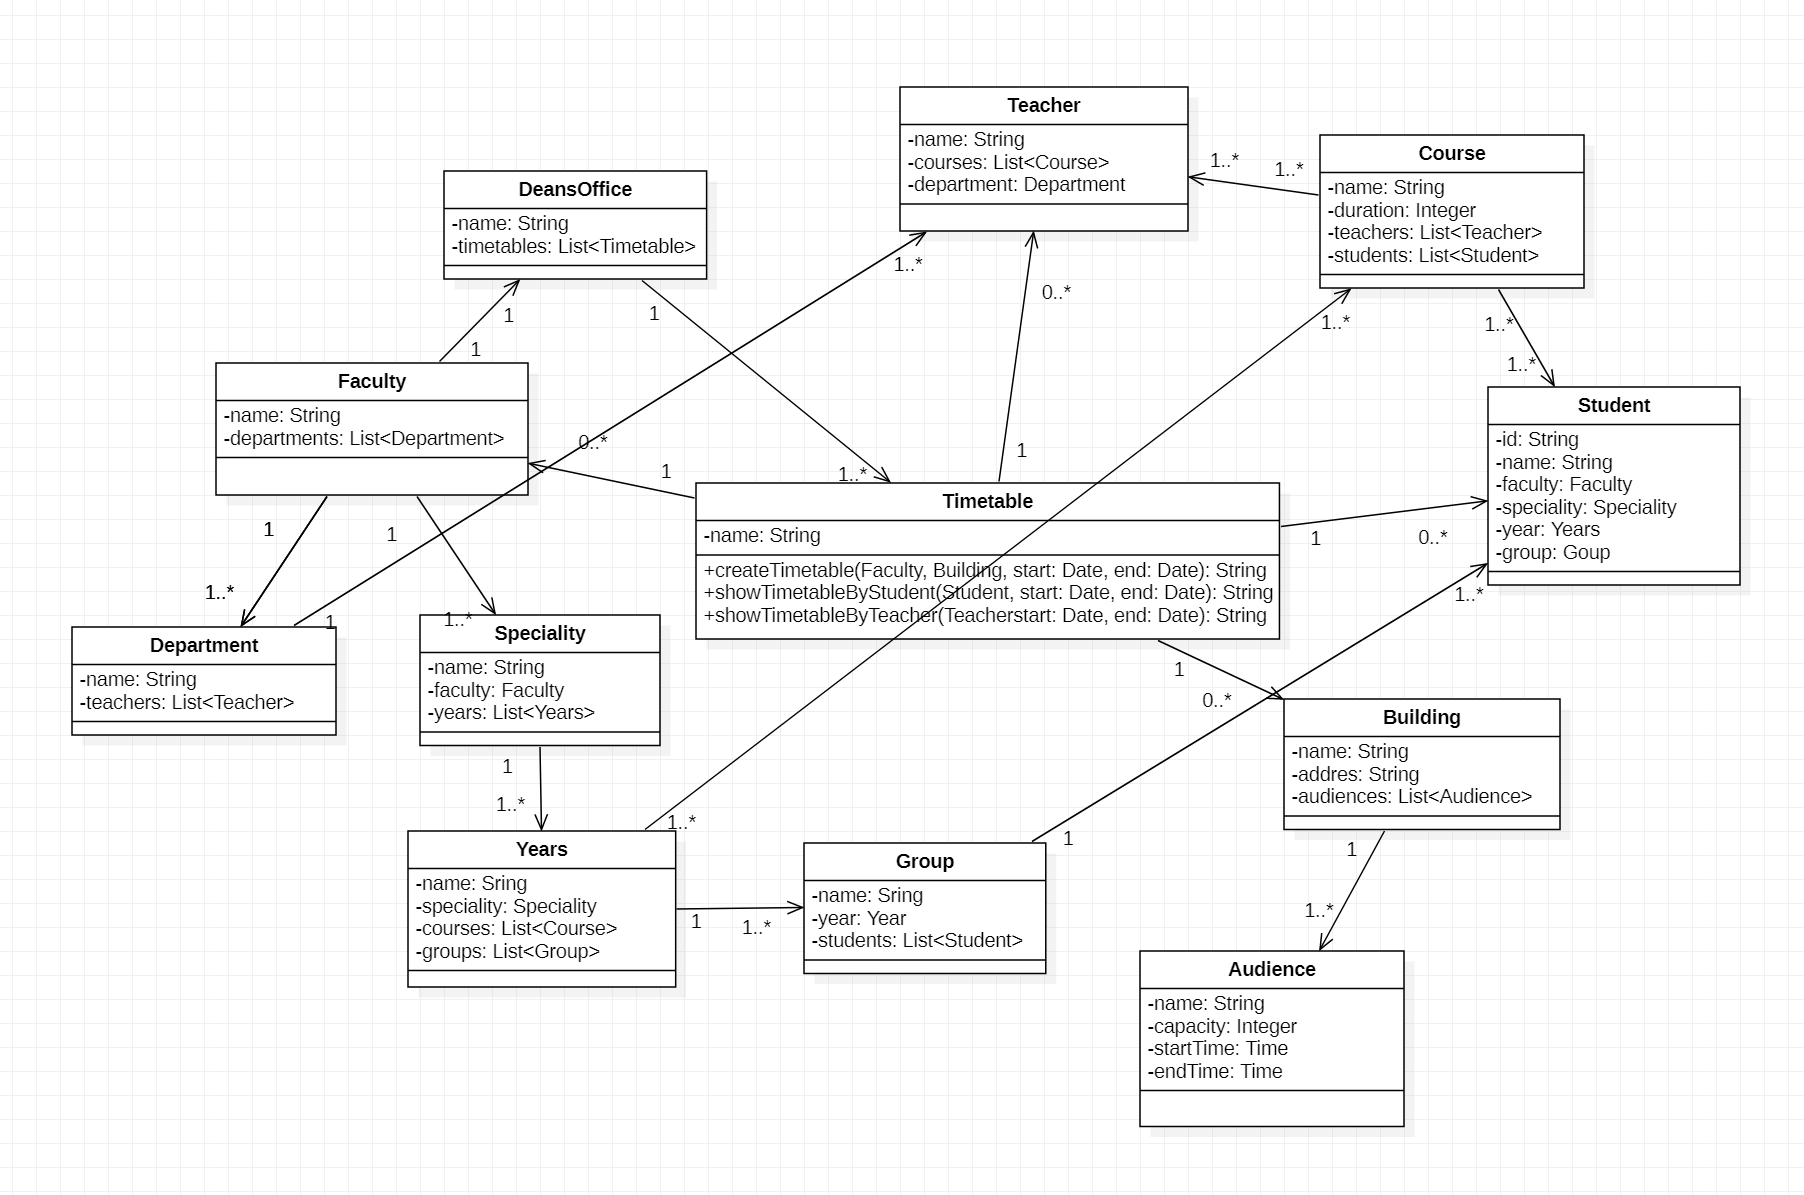 Teacher
-name: String
-courses: List<Course>
-department: Department
1..*
1..*
Course
-name: String
-duration: Integer
-teachers: List<Teacher>
-students: List<Student>
DeansOffice
-name: String
-timetables: List<Timetable>
1..*
0..*
1
1
1..*
1..*
1
1..*
Faculty
-name: String
-departments: List<Department>
Student
-id: String
-name: String
-faculty: Faculty
-speciality: Speciality
-year: Years
-group: Goup
0..*
1
1
1..*
Timetable
-name: String
+createTimetable(Faculty, Building, start: Date, end: Date): String
+showTimetableByStudent(Student, start: Date, end: Date): String
+showTimetableByTeacher(Teacherstart: Date, end: Date): String
1
0..*
1
1
1..*
1..*
1..*
1
Department
-name: String
-teachers: List<Teacher>
Speciality
-name: String
-faculty: Faculty
-years: List<Years>
1
0..*
Building
-name: String
-addres: String
-audiences: List<Audience>
1
1..*
1..*
1
1
Years
-name: Sring
-speciality: Speciality
-courses: List<Course>
-groups: List<Group>
1
1..*
Group
-name: Sring
-year: Year
-students: List<Student>
1..*
Audience
-name: String
-capacity: Integer
-startTime: Time
-endTime: Time